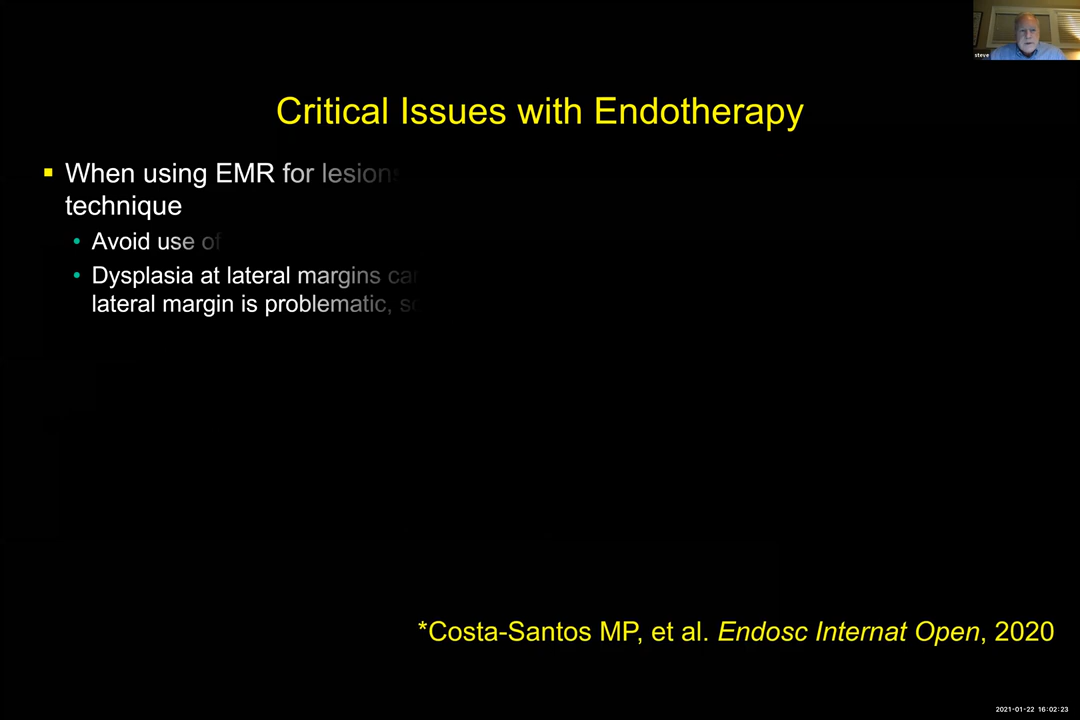 steve
Critical Issues with Endotherapy
When using EMR for lesions
technique
Avoid use of
Dysplasia at lateral margins
lateral margin is problematic,
*Costa-Santos MP, et al. Endosc Internat Open, 2020
2021-01-22 16:02:23